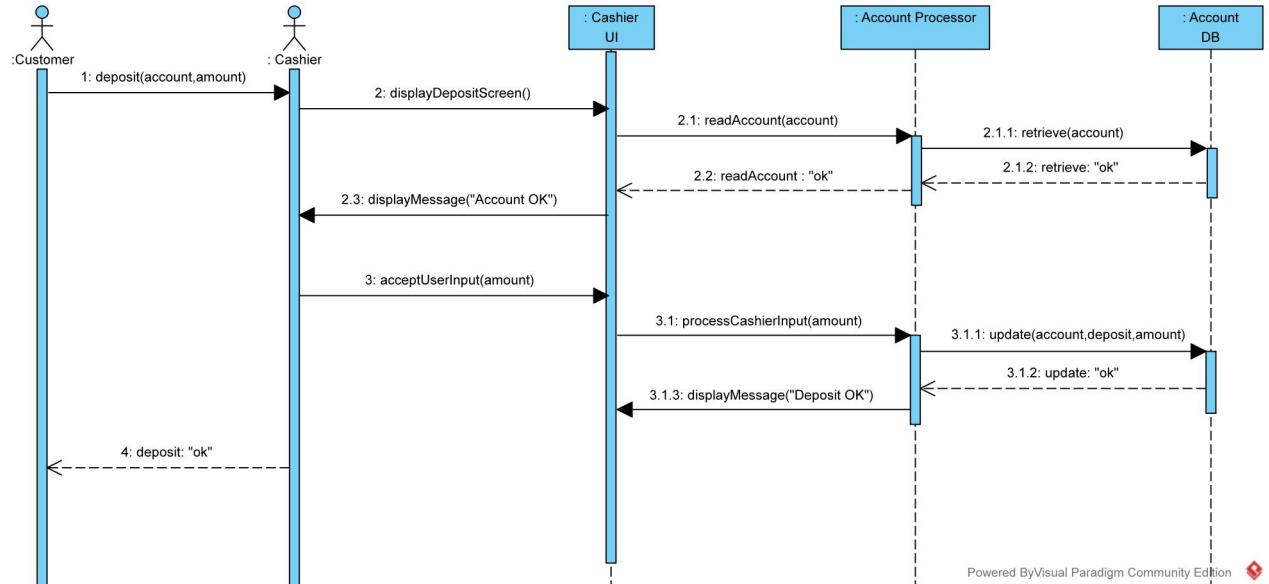 : Cashier
UI
: Account Processor
: Account
DB
:Customer
: Cashier
1: deposit(account,amount)
2: displayDepositScreen()
2.1: readAccount(account)
2.1.1: retrieve(account)
2.1.2: retrieve: "ok"
2.2: readAccount : "ok"
2.3: displayMessage("Account OK")
3: acceptUserInput(amount)
3.1: processCashierInput(amount)
3.1.1: update(account,deposit,amount)
3.1.2: update: "ok"
3.1.3: displayMessage("Deposit OK")
4: deposit: "ok"
Powered ByVisual Paradigm Community Edition